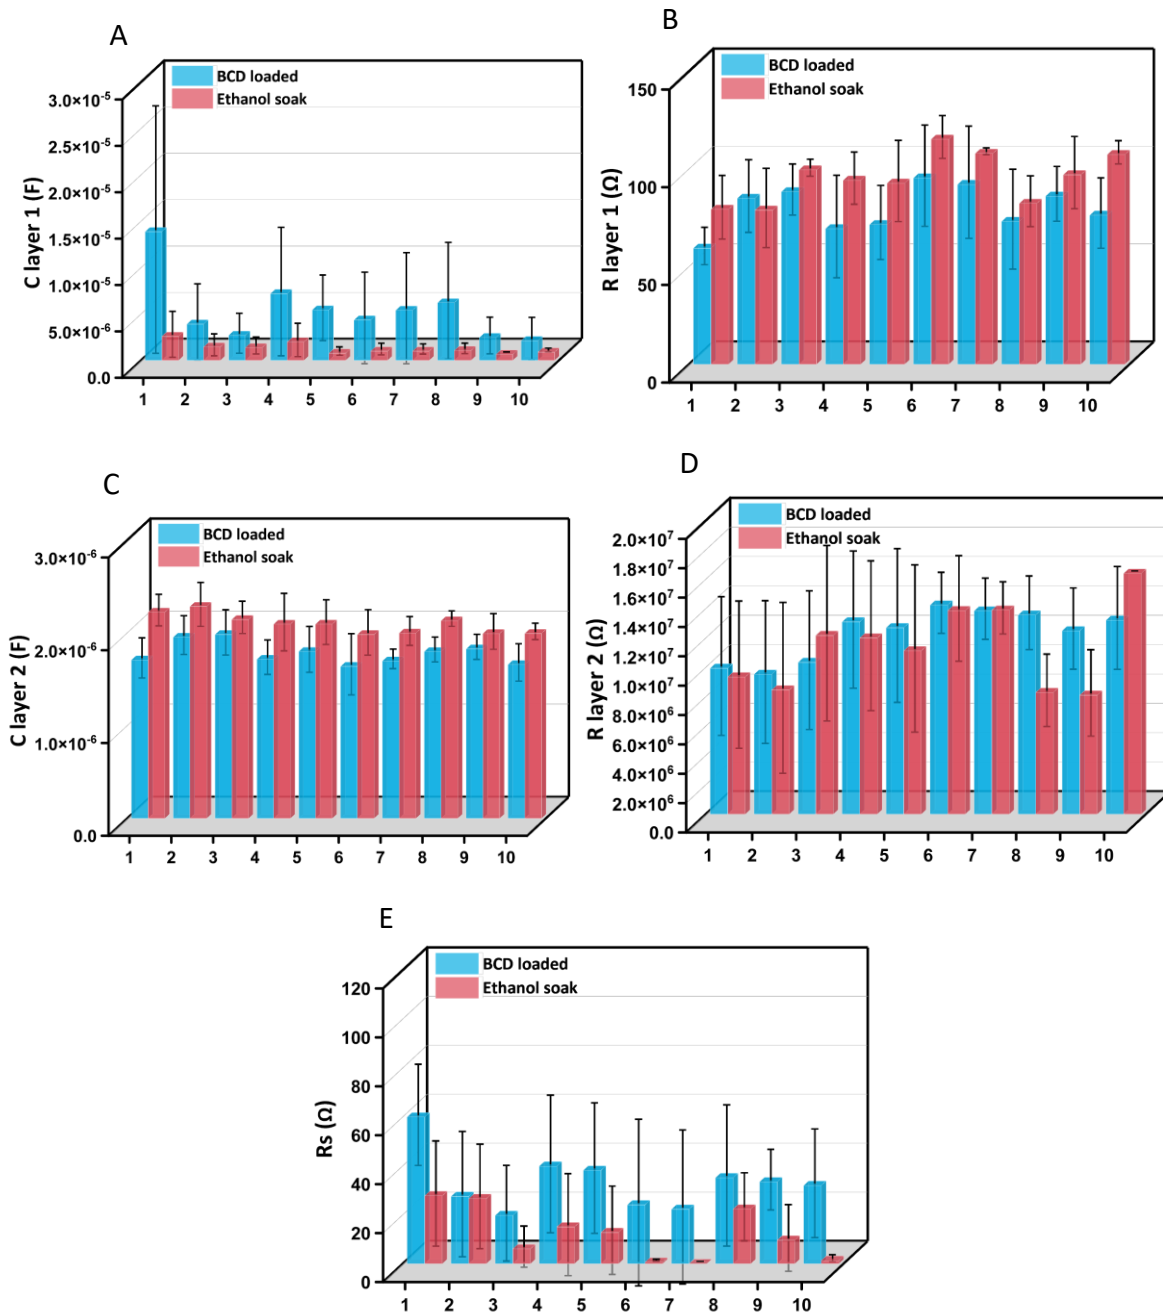 A
BCD loaded
Ethanol soak
C layer 1 (F)
3.0×10⁻⁵
2.5×10⁻⁵
2.0×10⁻⁵
1.5×10⁻⁵
1.0×10⁻⁵
5.0×10⁻⁶
0.0
1 2 3 4 5 6 7 8 9 10
B
BCD loaded
Ethanol soak
R layer 1 (Ω)
150
100
50
0
1 2 3 4 5 6 7 8 9 10
C
BCD loaded
Ethanol soak
C layer 2 (F)
3.0×10⁻⁶
2.0×10⁻⁶
1.0×10⁻⁶
0.0
1 2 3 4 5 6 7 8 9 10
D
BCD loaded
Ethanol soak
R layer 2 (Ω)
2.0×10⁷
1.8×10⁷
1.6×10⁷
1.4×10⁷
1.2×10⁷
1.0×10⁷
8.0×10⁶
6.0×10⁶
4.0×10⁶
2.0×10⁶
0.0
1 2 3 4 5 6 7 8 9 10
E
BCD loaded
Ethanol soak
Rs (Ω)
120
100
80
60
40
20
0
1 2 3 4 5 6 7 8 9 10